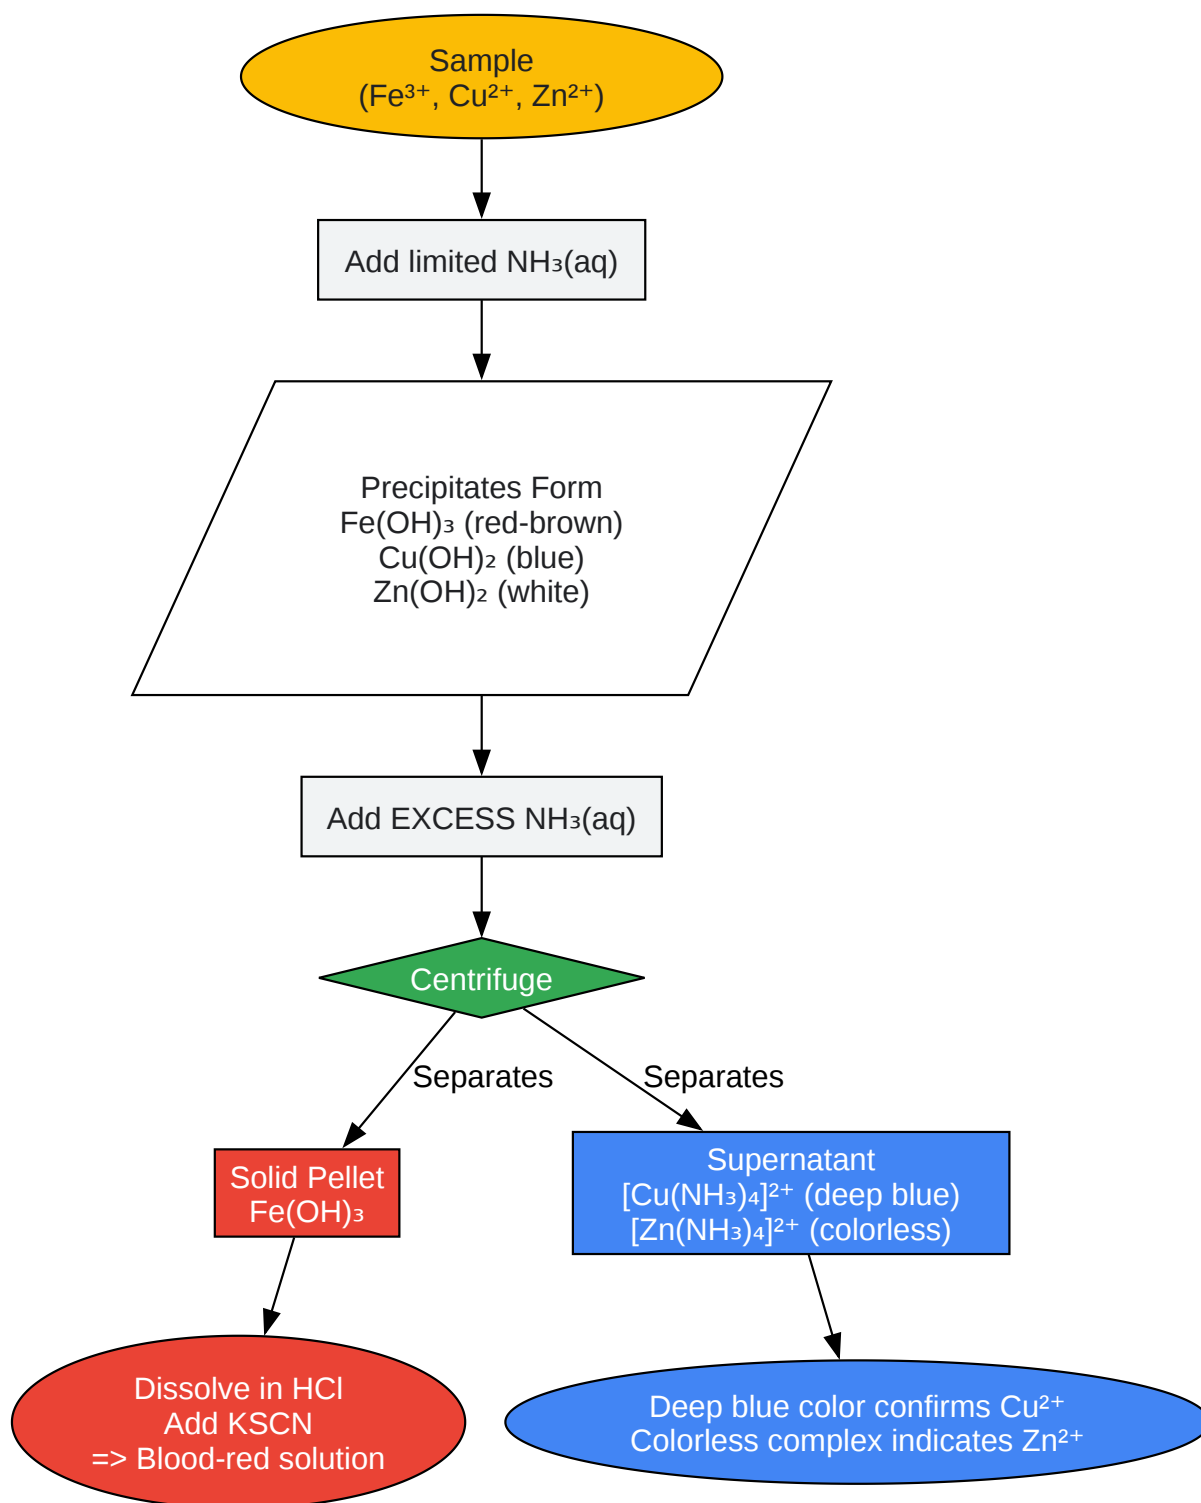 Sample
(Fe³⁺, Cu²⁺, Zn²⁺)
Add limited NH₃(aq)
Precipitates Form
Fe(OH)₃ (red-brown)
Cu(OH)₂ (blue)
Zn(OH)₂ (white)
Add EXCESS NH₃(aq)
Centrifuge
Separates
Separates
Solid Pellet
Fe(OH)₃
Supernatant
[Cu(NH₃)₄]²⁺ (deep blue)
[Zn(NH₃)₄]²⁺ (colorless)
Dissolve in HCl
Add KSCN
=> Blood-red solution
Deep blue color confirms Cu²⁺
Colorless complex indicates Zn²⁺